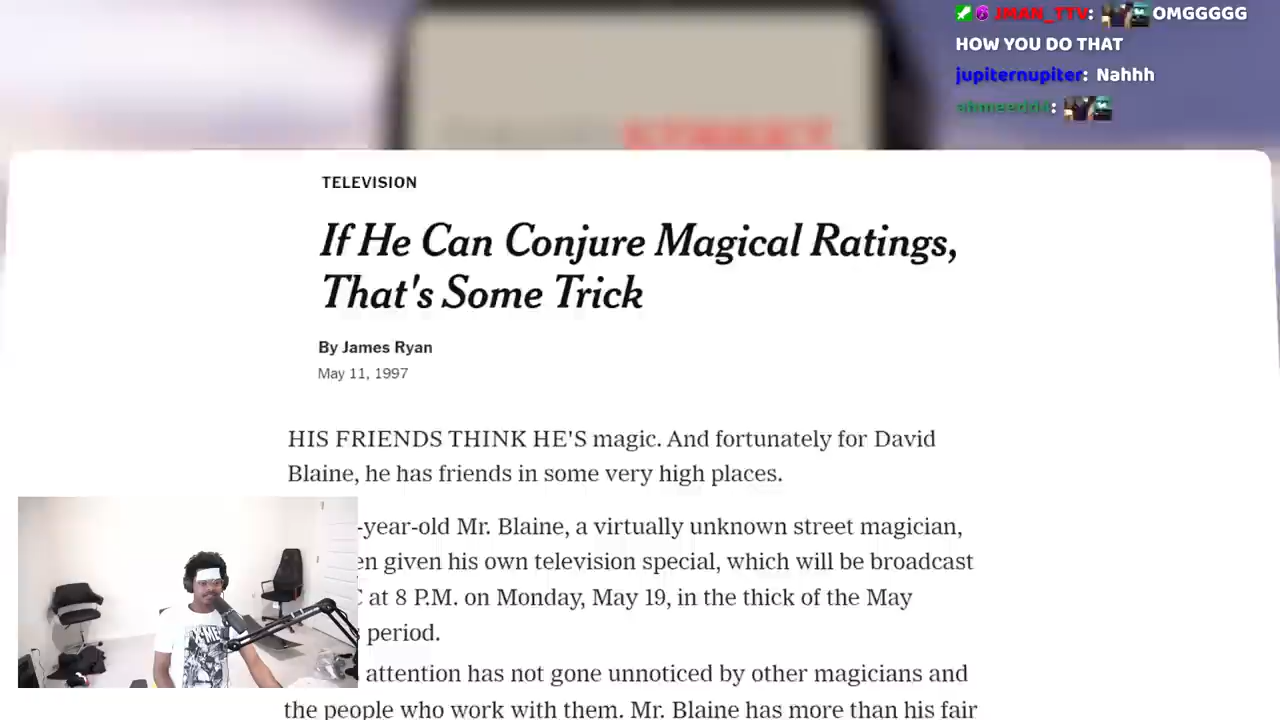 JMAN_TTV: OMGGGGG
HOW YOU DO THAT
jupiternupiter: Nahhh
STREET
TELEVISION
If He Can Conjure Magical Ratings,
That's Some Trick
By James Ryan
May 11, 1997
HIS FRIENDS THINK HE'S magic. And fortunately for David
Blaine, he has friends in some very high places.
-year-old Mr. Blaine, a virtually unknown street magician,
en given his own television special, which will be broadcast
at 8 P.M. on Monday, May 19, in the thick of the May
period.
attention has not gone unnoticed by other magicians and
the people who work with them. Mr. Blaine has more than his fair